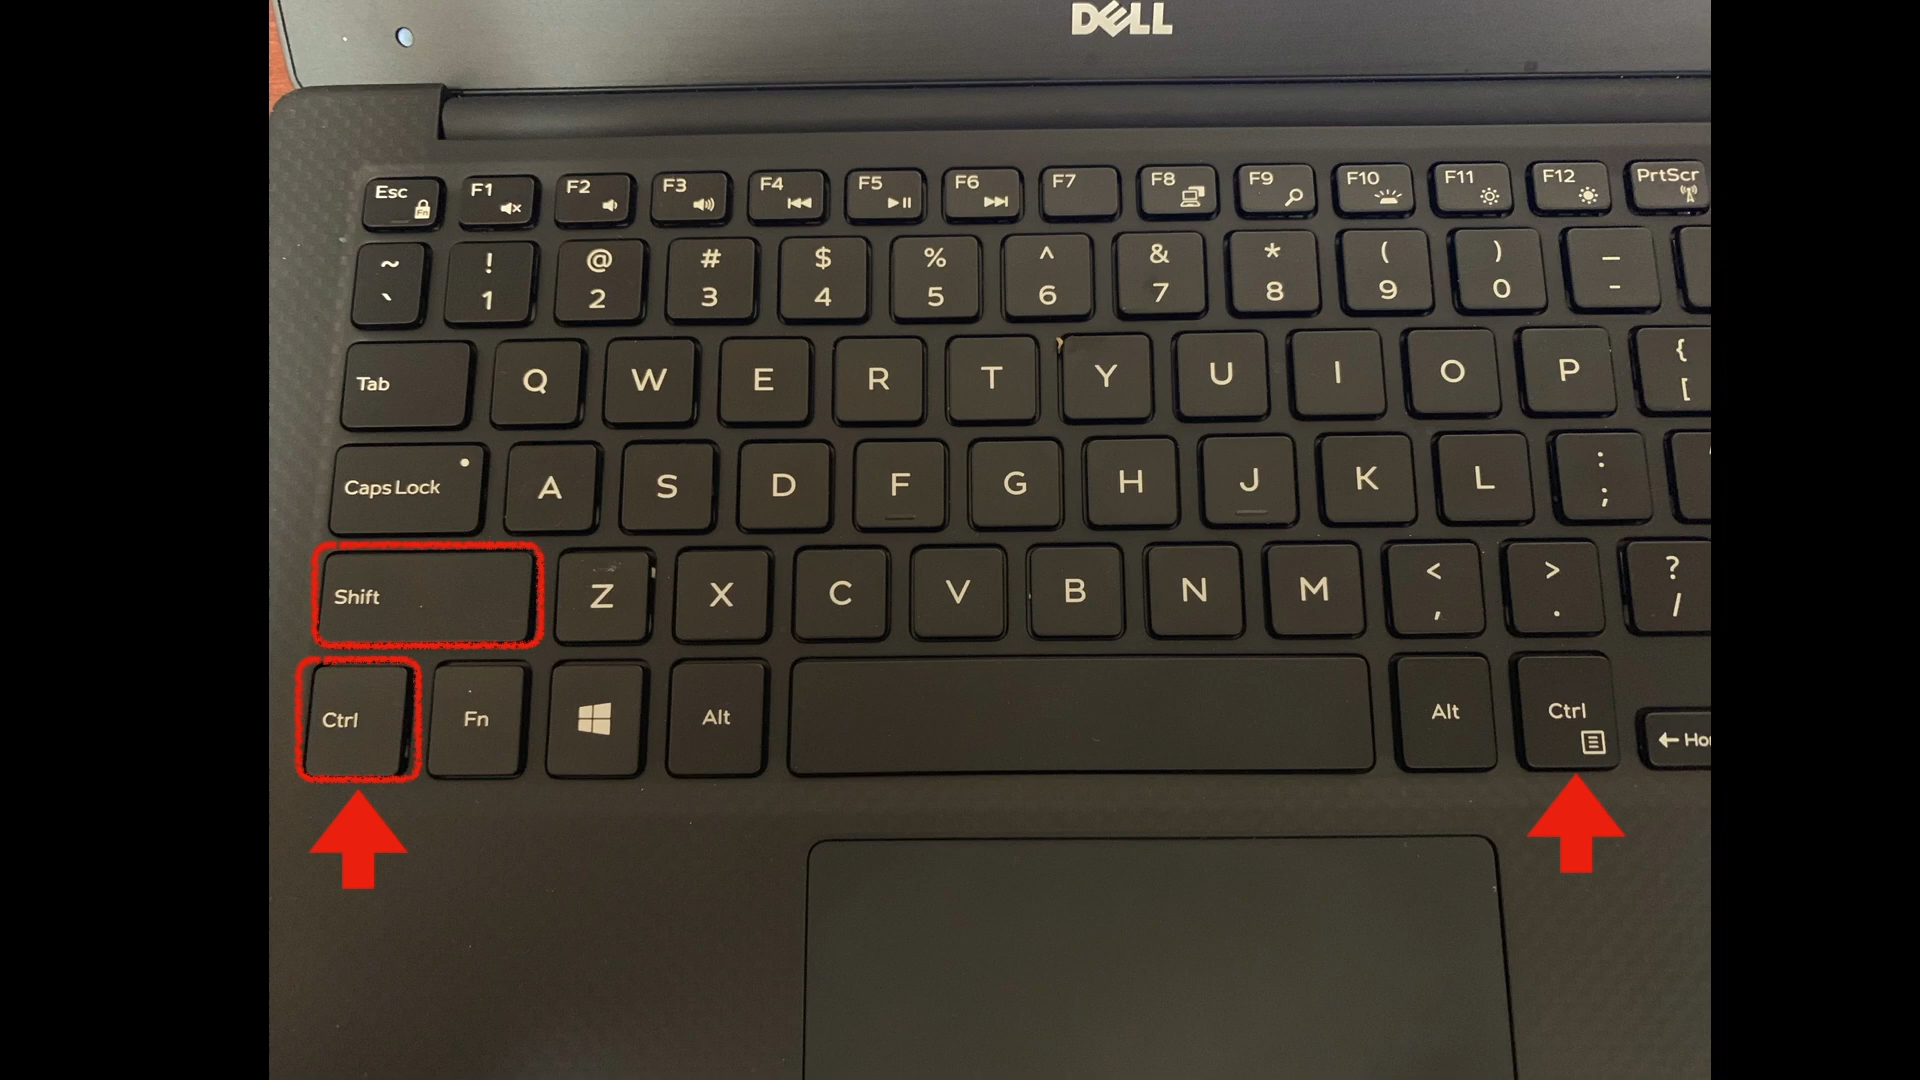 DELL
Esc Fn F1 F2 F3 F4 F5 F6 F7 F8 F9 F10 F11 F12 PrtScr
~ ! @ # $ % ^ & * ( ) _
` 1 2 3 4 5 6 7 8 9 0 -
Tab Q W E R T Y U I O P { [
Caps Lock A S D F G H J K L : ;
Shift Z X C V B N M < , > . ? /
Ctrl Fn Alt Alt Ctrl